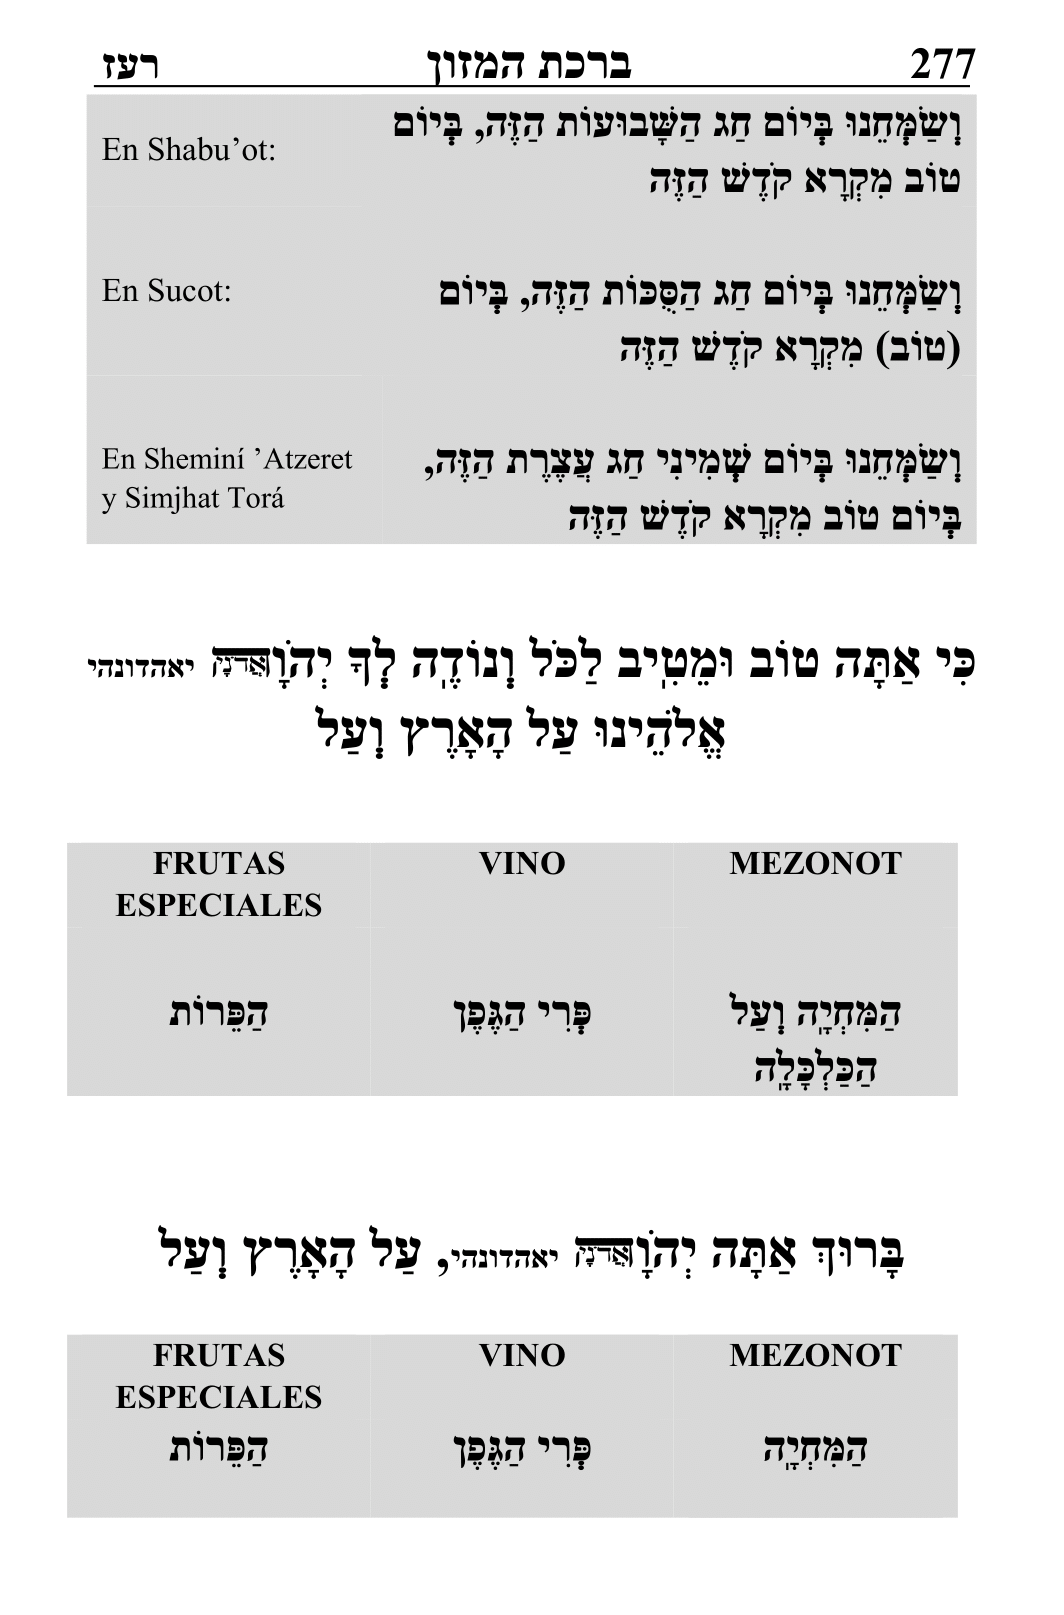 277 ברכת המזון רעז
וְשַׂמְּחֵנוּ בְּיוֹם חַג הַשָּׁבוּעוֹת הַזֶּה, בְּיוֹם
En Shabu’ot:
טוֹב מִקְרָא קֹדֶשׁ הַזֶּה
וְשַׂמְּחֵנוּ בְּיוֹם חַג הַסֻּכּוֹת הַזֶּה, בְּיוֹם
En Sucot:
(טוֹב) מִקְרָא קֹדֶשׁ הַזֶּה
וְשַׂמְּחֵנוּ בְּיוֹם שְׁמִינִי חַג עֲצֶרֶת הַזֶּה,
En Sheminí ’Atzeret
בְּיוֹם טוֹב מִקְרָא קֹדֶשׁ הַזֶּה
y Simjhat Torá
כִּי אַתָּה טוֹב וּמֵטִיב לַכֹּל וְנוֹדֶה לְּךָ יְהֹוָה אֲדֹנָי יאהדונהי
אֱלֹהֵינוּ עַל הָאָרֶץ וְעַל
FRUTAS VINO MEZONOT
ESPECIALES
הַמִּחְיָה וְעַל פְּרִי הַגֶּפֶן הַפֵּרוֹת
הַכַּלְכָּלָה
בָּרוּךְ אַתָּה יְהֹוָה אֲדֹנָי יאהדונהי, עַל הָאָרֶץ וְעַל
FRUTAS VINO MEZONOT
ESPECIALES
הַמִּחְיָה פְּרִי הַגֶּפֶן הַפֵּרוֹת